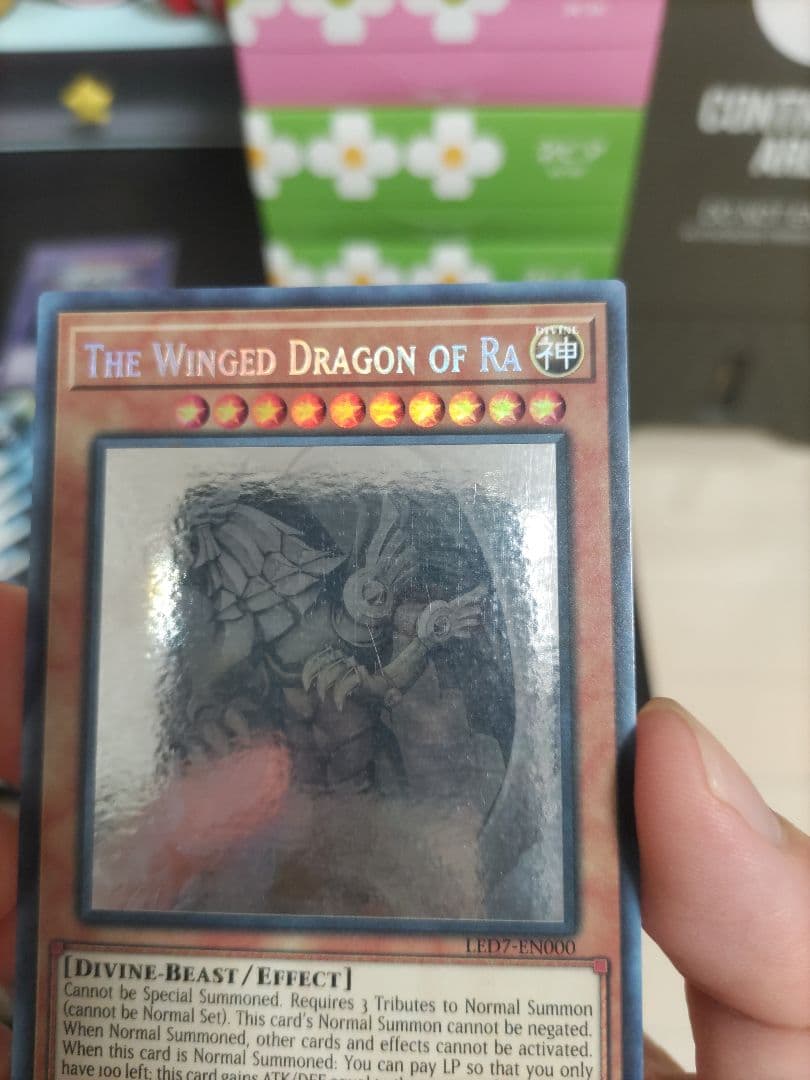 THE WINGED DRAGON OF RA
DIVINE
神
LED7-EN000
[DIVINE-BEAST/EFFECT]
Cannot be Special Summoned. Requires 3 Tributes to Normal Summon
(cannot be Normal Set). This card's Normal Summon cannot be negated.
When Normal Summoned, other cards and effects cannot be activated.
When this card is Normal Summoned: You can pay LP so that you only
have 100 left; this card gains ATK/DEF